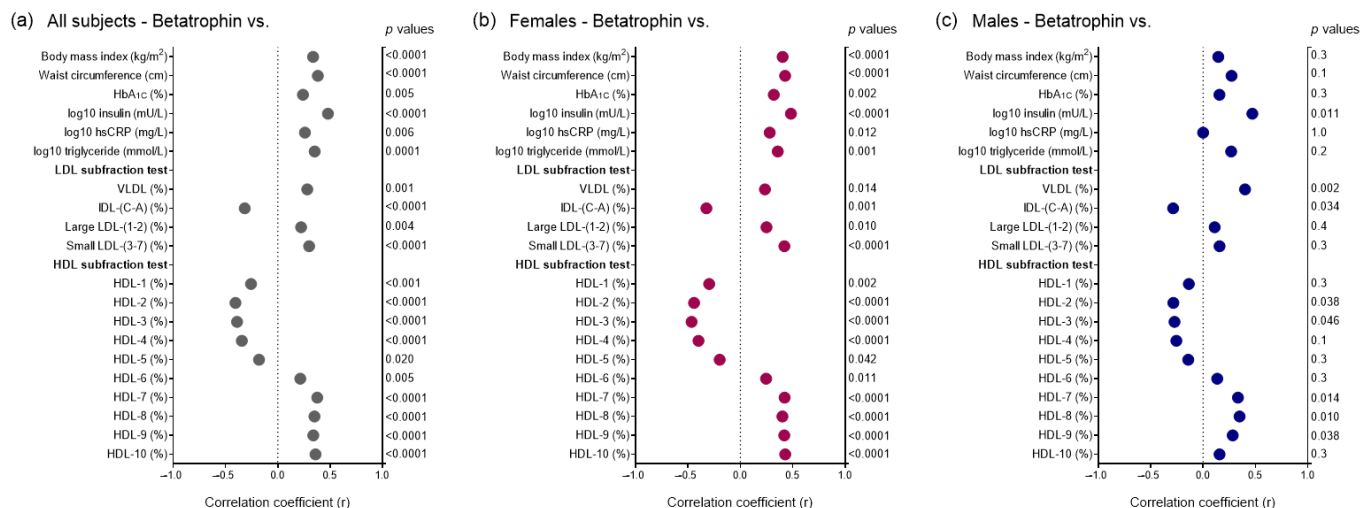 (a) All subjects - Betatrophin vs.
p values
Body mass index (kg/m²) <0.0001
Waist circumference (cm) <0.0001
HbA1C (%) 0.005
log10 insulin (mU/L) <0.0001
log10 hsCRP (mg/L) 0.006
log10 triglyceride (mmol/L) 0.0001
LDL subfraction test
VLDL (%) 0.001
IDL-(C-A) (%) <0.0001
Large LDL-(1-2) (%) 0.004
Small LDL-(3-7) (%) <0.0001
HDL subfraction test
HDL-1 (%) <0.001
HDL-2 (%) <0.0001
HDL-3 (%) <0.0001
HDL-4 (%) <0.0001
HDL-5 (%) 0.020
HDL-6 (%) 0.005
HDL-7 (%) <0.0001
HDL-8 (%) <0.0001
HDL-9 (%) <0.0001
HDL-10 (%) <0.0001
−1.0 −0.5 0.0 0.5 1.0
Correlation coefficient (r)
(b) Females - Betatrophin vs.
p values
Body mass index (kg/m²) <0.0001
Waist circumference (cm) <0.0001
HbA1C (%) 0.002
log10 insulin (mU/L) <0.0001
log10 hsCRP (mg/L) 0.012
log10 triglyceride (mmol/L) 0.001
LDL subfraction test
VLDL (%) 0.014
IDL-(C-A) (%) 0.001
Large LDL-(1-2) (%) 0.010
Small LDL-(3-7) (%) <0.0001
HDL subfraction test
HDL-1 (%) 0.002
HDL-2 (%) <0.0001
HDL-3 (%) <0.0001
HDL-4 (%) <0.0001
HDL-5 (%) 0.042
HDL-6 (%) 0.011
HDL-7 (%) <0.0001
HDL-8 (%) <0.0001
HDL-9 (%) <0.0001
HDL-10 (%) <0.0001
−1.0 −0.5 0.0 0.5 1.0
Correlation coefficient (r)
(c) Males - Betatrophin vs.
p values
Body mass index (kg/m²) 0.3
Waist circumference (cm) 0.1
HbA1C (%) 0.3
log10 insulin (mU/L) 0.011
log10 hsCRP (mg/L) 1.0
log10 triglyceride (mmol/L) 0.2
LDL subfraction test
VLDL (%) 0.002
IDL-(C-A) (%) 0.034
Large LDL-(1-2) (%) 0.4
Small LDL-(3-7) (%) 0.3
HDL subfraction test
HDL-1 (%) 0.3
HDL-2 (%) 0.038
HDL-3 (%) 0.046
HDL-4 (%) 0.1
HDL-5 (%) 0.3
HDL-6 (%) 0.3
HDL-7 (%) 0.014
HDL-8 (%) 0.010
HDL-9 (%) 0.038
HDL-10 (%) 0.3
−1.0 −0.5 0.0 0.5 1.0
Correlation coefficient (r)